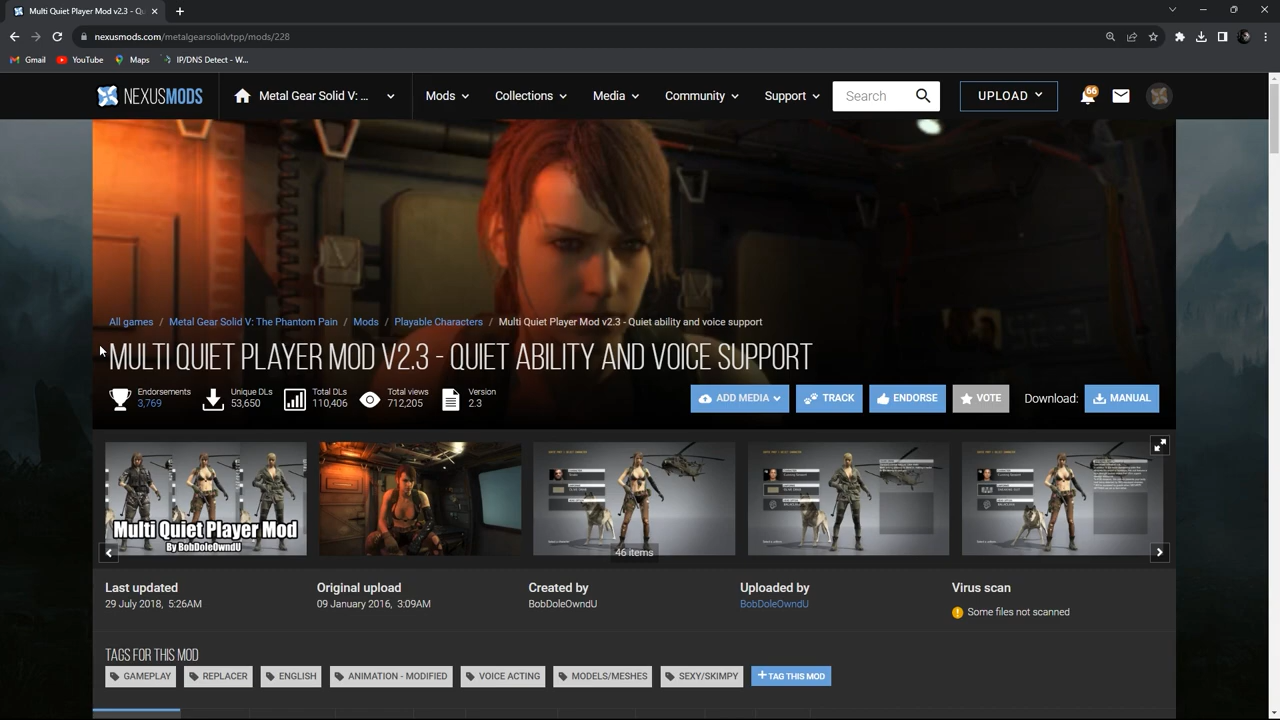 Multi Quiet Player Mod v2.3 - Qu
nexusmods.com/metalgearsolidvtpp/mods/228
Gmail YouTube Maps IP/DNS Detect - W...
NEXUSMODS Metal Gear Solid V: ... Mods Collections Media Community Support Search UPLOAD 66
All games / Metal Gear Solid V: The Phantom Pain / Mods / Playable Characters / Multi Quiet Player Mod v2.3 - Quiet ability and voice support
MULTI QUIET PLAYER MOD V2.3 - QUIET ABILITY AND VOICE SUPPORT
Endorsements Unique DLs Total DLs Total views Version
3,769 53,650 110,406 712,205 2.3
ADD MEDIA TRACK ENDORSE VOTE Download: MANUAL
Multi Quiet Player Mod
By BobDoleOwndU
46 items
Last updated Original upload Created by Uploaded by Virus scan
29 July 2018, 5:26AM 09 January 2016, 3:09AM BobDoleOwndU BobDoleOwndU Some files not scanned
TAGS FOR THIS MOD
GAMEPLAY REPLACER ENGLISH ANIMATION - MODIFIED VOICE ACTING MODELS/MESHES SEXY/SKIMPY + TAG THIS MOD